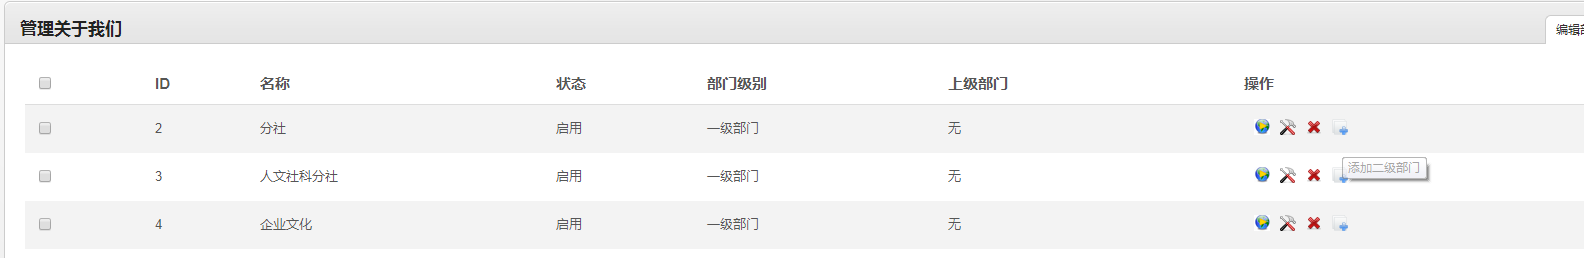 管理关于我们
编辑部
ID 名称 状态 部门级别 上级部门 操作
2 分社 启用 一级部门 无
添加二级部门
3 人文社科分社 启用 一级部门 无
4 企业文化 启用 一级部门 无